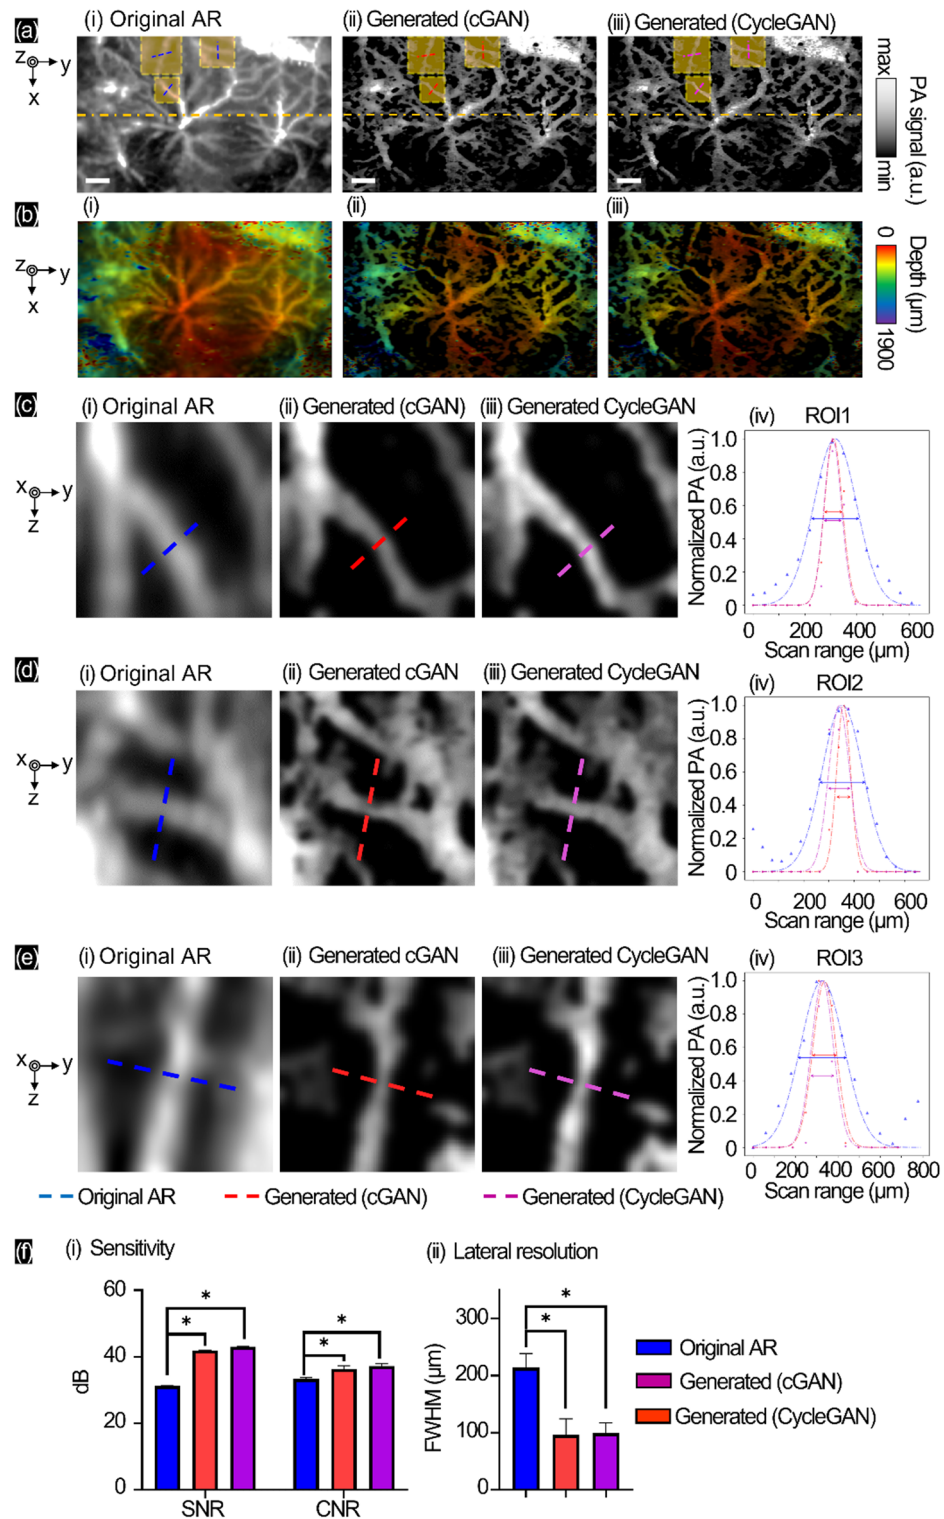 (a) (i) Original AR (ii) Generated (cGAN) (iii) Generated (CycleGAN)
z y
x
max
min
PA signal (a.u.)
(b) (i) (ii) (iii)
z y
x
0
1900
Depth (µm)
(c) (i) Original AR (ii) Generated (cGAN) (iii) Generated CycleGAN (iv) ROI1
x y
z
Normalized PA (a.u.)
1.0
0.8
0.6
0.4
0.2
0
0 200 400 600
Scan range (µm)
(d) (i) Original AR (ii) Generated cGAN (iii) Generated CycleGAN (iv) ROI2
x y
z
Normalized PA (a.u.)
1.0
0.8
0.6
0.4
0.2
0
0 200 400 600
Scan range (µm)
(e) (i) Original AR (ii) Generated cGAN (iii) Generated CycleGAN (iv) ROI3
x y
z
Normalized PA (a.u.)
1.0
0.8
0.6
0.4
0.2
0
0 200 400 600 800
Scan range (µm)
Original AR Generated (cGAN) Generated (CycleGAN)
(f) (i) Sensitivity (ii) Lateral resolution
dB
60
40
20
0
* * * *
SNR CNR
FWHM (µm)
300
200
100
0
* *
Original AR
Generated (cGAN)
Generated (CycleGAN)